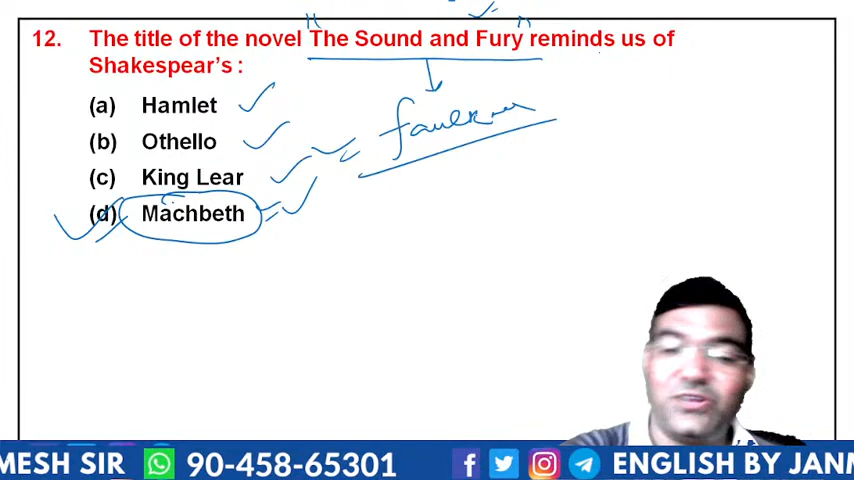 12. The title of the novel The Sound and Fury reminds us of
Shakespear's :
(a) Hamlet
(b) Othello
(c) King Lear
(d) Machbeth
faulkner
MESH SIR 90-458-65301 ENGLISH BY JANM